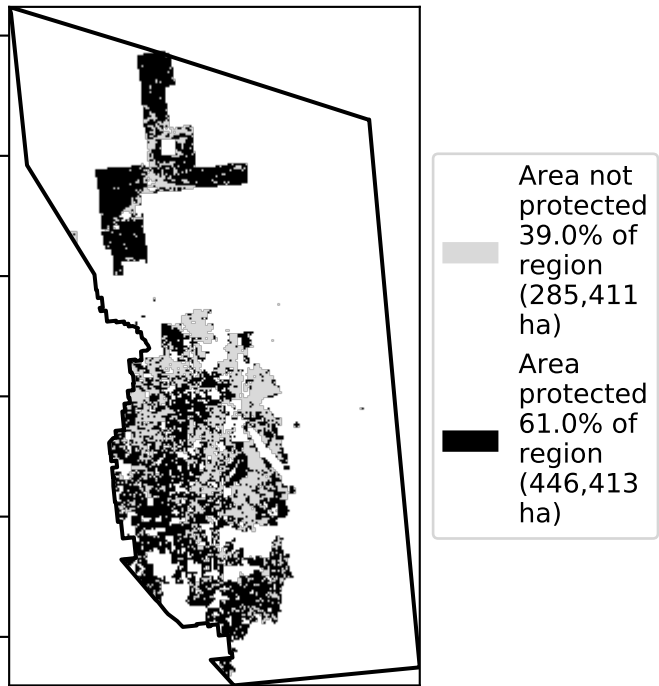 Area not
protected
39.0% of
region
(285,411
ha)
Area
protected
61.0% of
region
(446,413
ha)